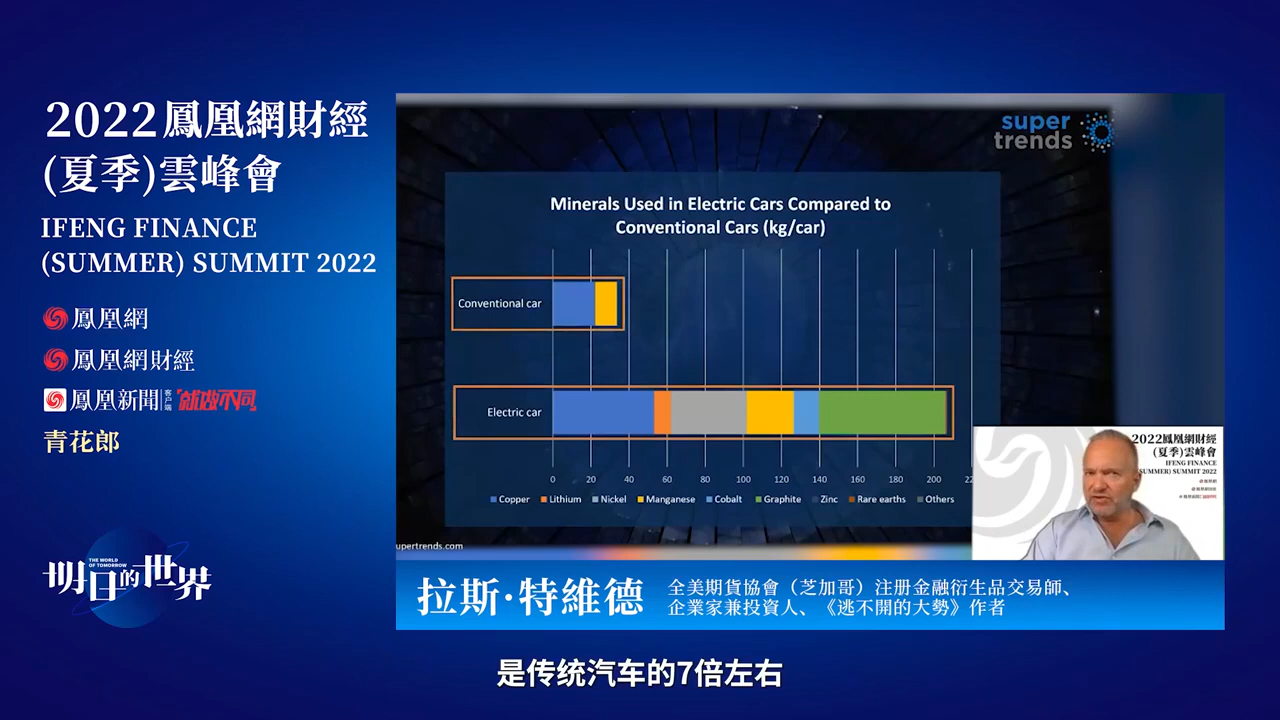 2022鳳凰網財經
(夏季)雲峰會
IFENG FINANCE
(SUMMER) SUMMIT 2022
鳳凰網
鳳凰網財經
鳳凰新聞 客户端 就做不同
青花郎
THE WORLD
OF TOMORROW
明日的世界
super
trends
Minerals Used in Electric Cars Compared to
Conventional Cars (kg/car)
Conventional car
Electric car
0 20 40 60 80 100 120 140 160 180 200 22
Copper Lithium Nickel Manganese Cobalt Graphite Zinc Rare earths Others
upertrends.com
2022鳳凰網財經
(夏季)雲峰會
IFENG FINANCE
SUMMER) SUMMIT 2022
拉斯·特維德
全美期貨協會（芝加哥）注册金融衍生品交易師、
企業家兼投資人、《逃不開的大勢》作者
是传统汽车的7倍左右